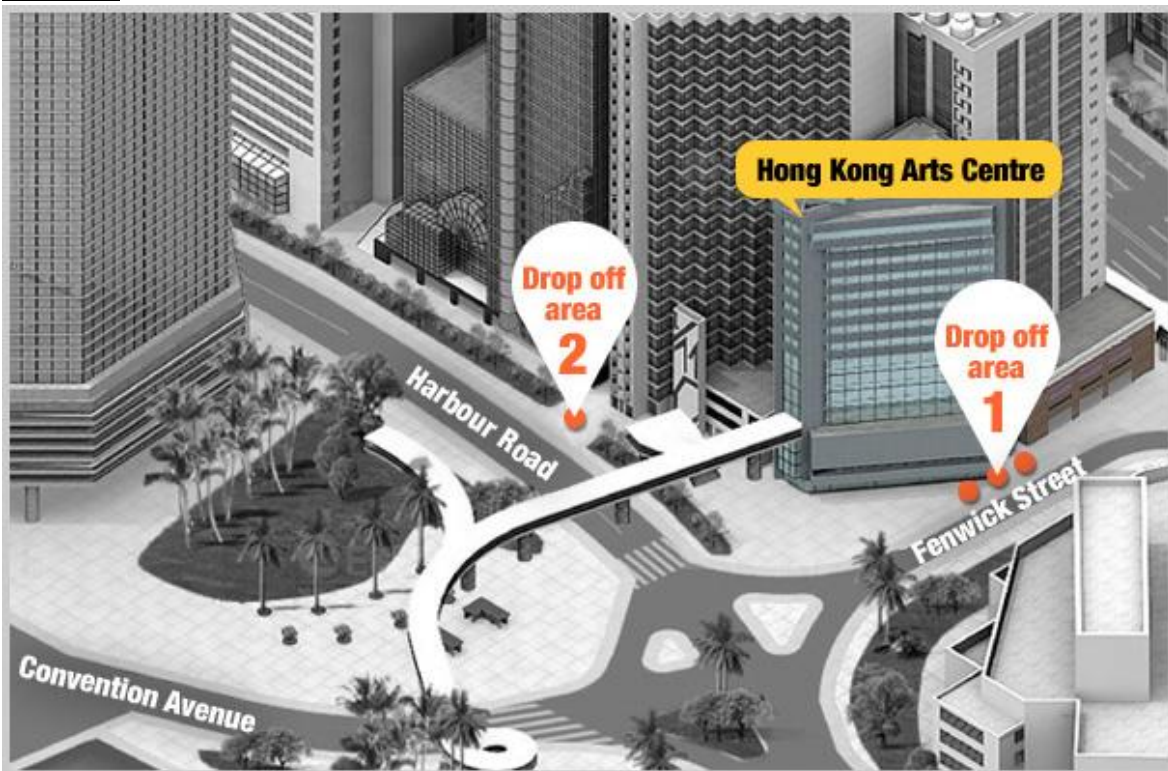 Hong Kong Arts Centre
Drop off
area
2
Drop off
area
1
Harbour Road
Fenwick Street
Convention Avenue